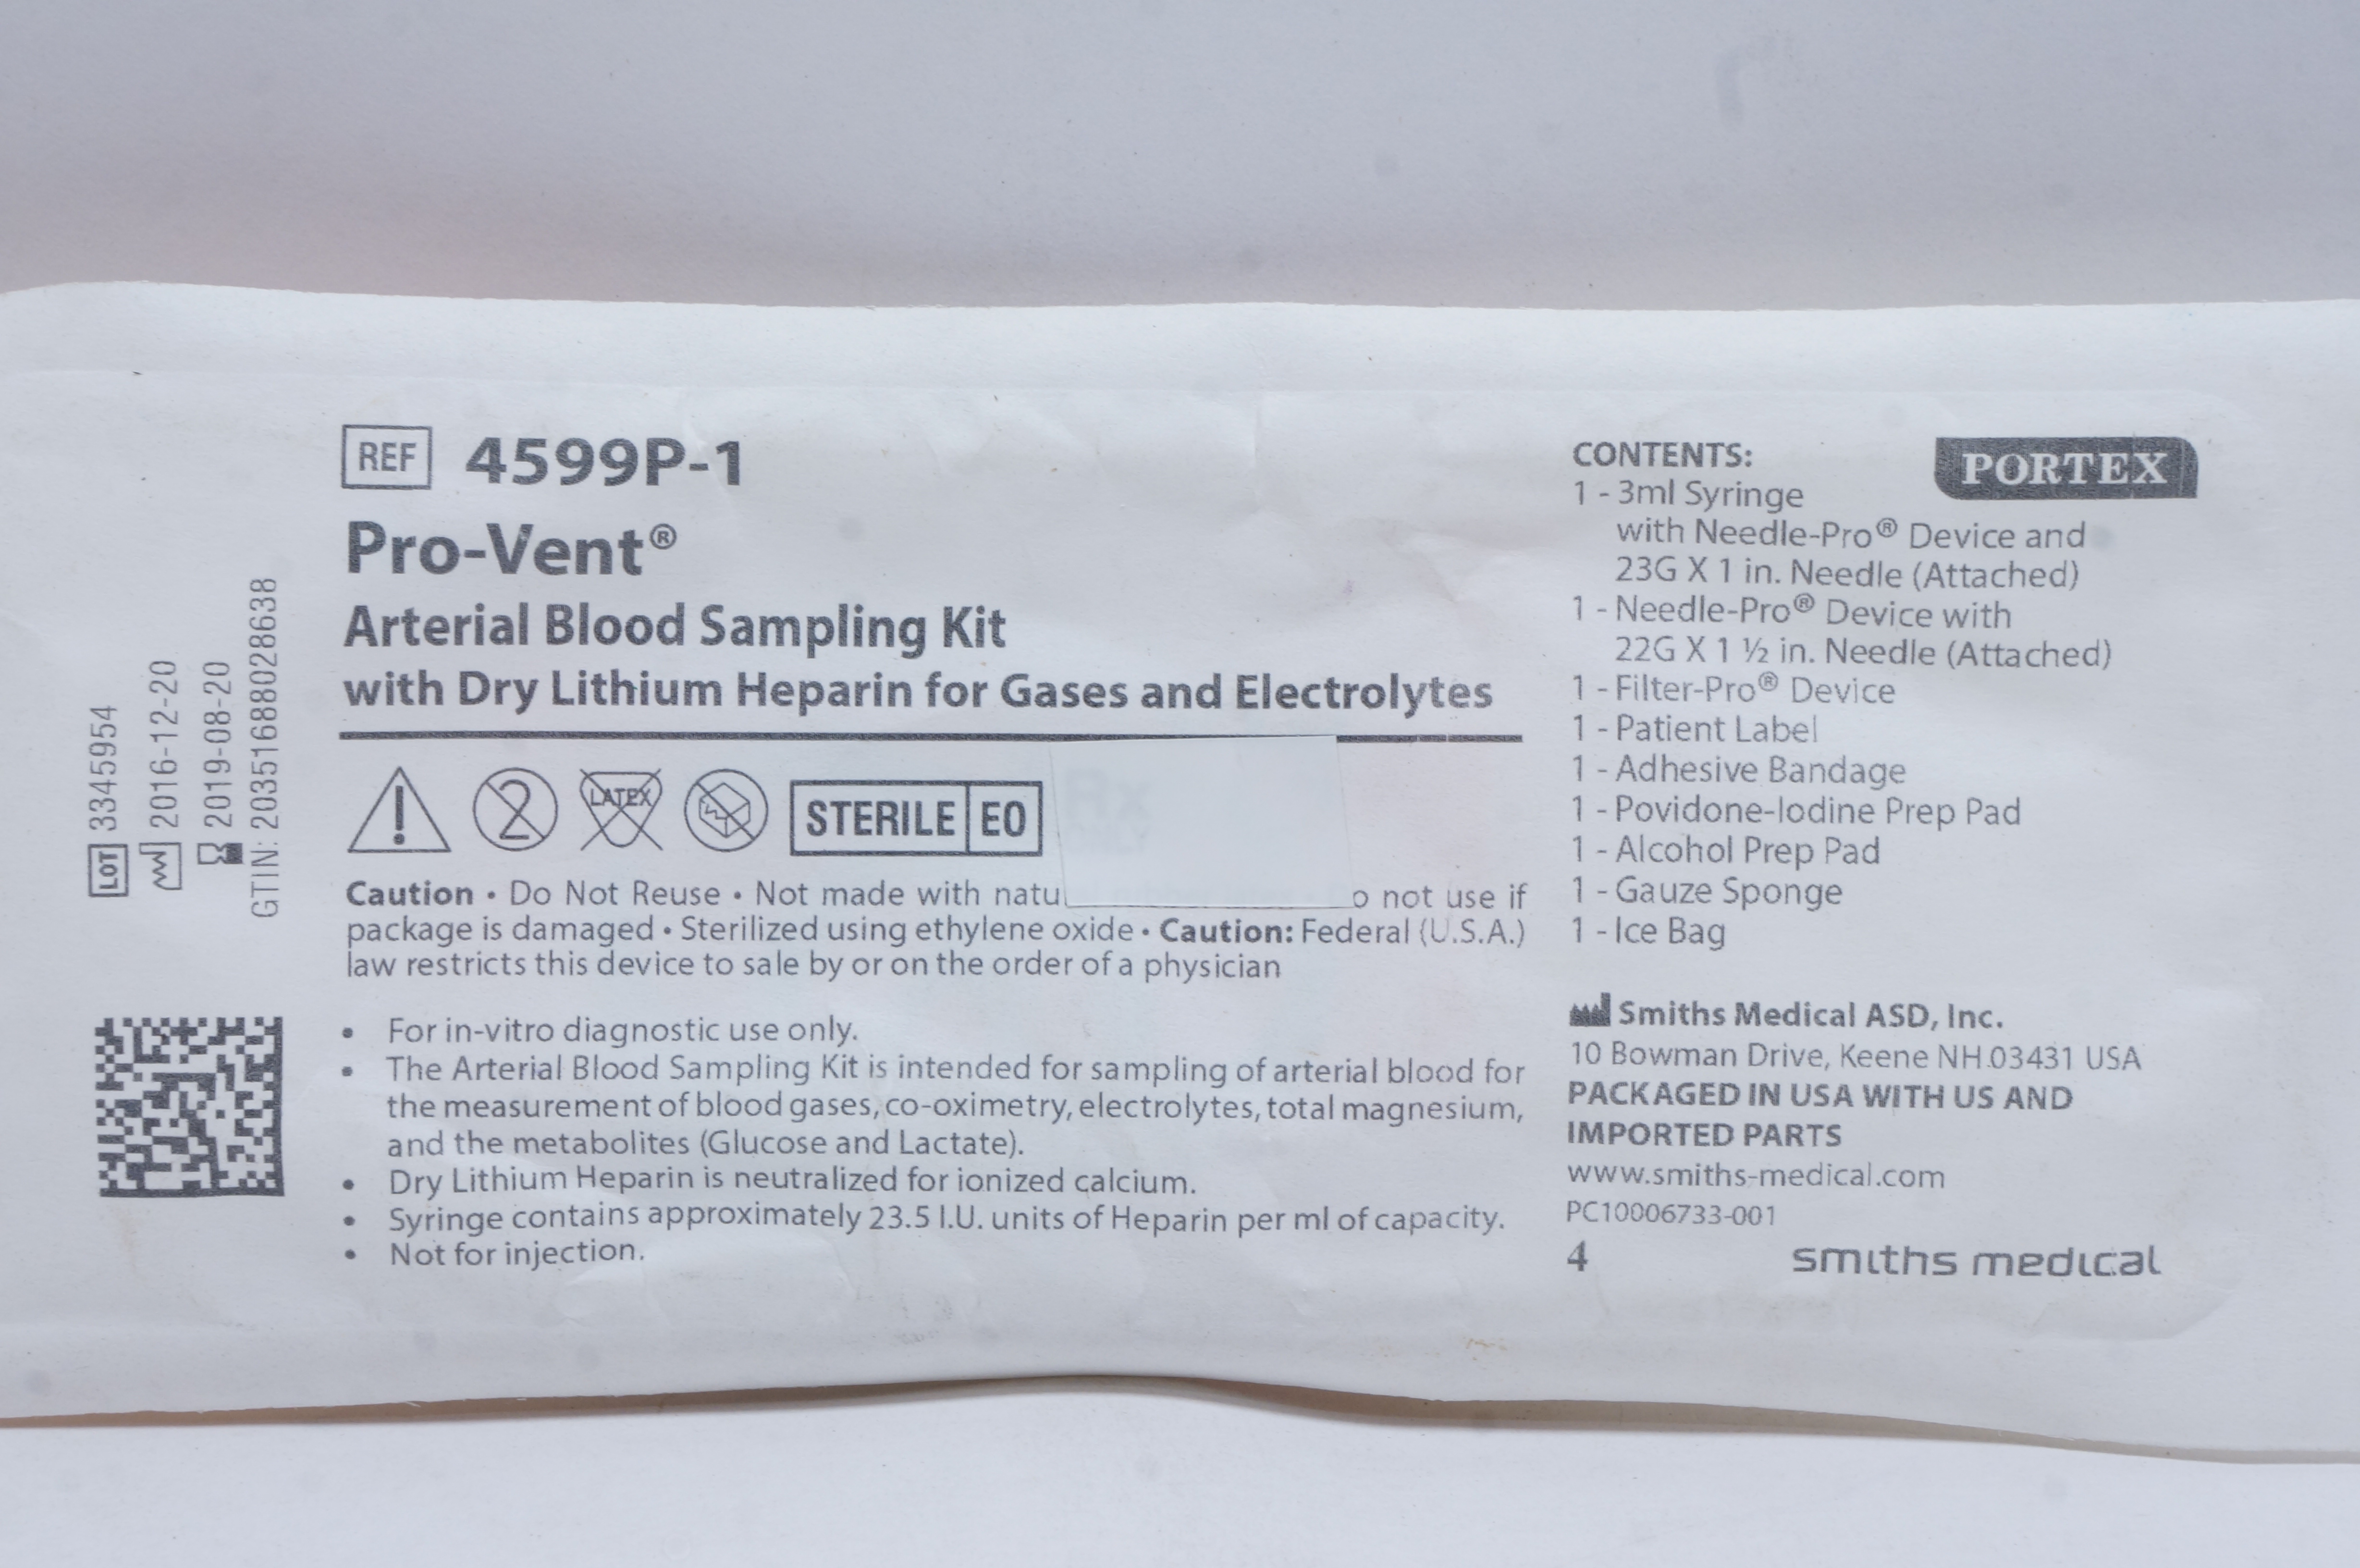 LOT 3345954
2016-12-20
2019-08-20
GTIN: 20351688028638
REF 4599P-1
Pro-Vent®
Arterial Blood Sampling Kit
with Dry Lithium Heparin for Gases and Electrolytes
2 LATEX STERILE EO
Rx
ONLY
Caution • Do Not Reuse • Not made with natu o not use if
package is damaged • Sterilized using ethylene oxide • Caution: Federal (U.S.A.)
law restricts this device to sale by or on the order of a physician
• For in-vitro diagnostic use only.
• The Arterial Blood Sampling Kit is intended for sampling of arterial blood for
the measurement of blood gases, co-oximetry, electrolytes, total magnesium,
and the metabolites (Glucose and Lactate).
• Dry Lithium Heparin is neutralized for ionized calcium.
• Syringe contains approximately 23.5 I.U. units of Heparin per ml of capacity.
• Not for injection.
PORTEX
CONTENTS:
1 - 3ml Syringe
with Needle-Pro® Device and
23G X 1 in. Needle (Attached)
1 - Needle-Pro® Device with
22G X 1 ½ in. Needle (Attached)
1 - Filter-Pro® Device
1 - Patient Label
1 - Adhesive Bandage
1 - Povidone-Iodine Prep Pad
1 - Alcohol Prep Pad
1 - Gauze Sponge
1 - Ice Bag
Smiths Medical ASD, Inc.
10 Bowman Drive, Keene NH.03431 USA
PACKAGED IN USA WITH US AND
IMPORTED PARTS
www.smiths-medical.com
PC10006733-001
4
smiths medical